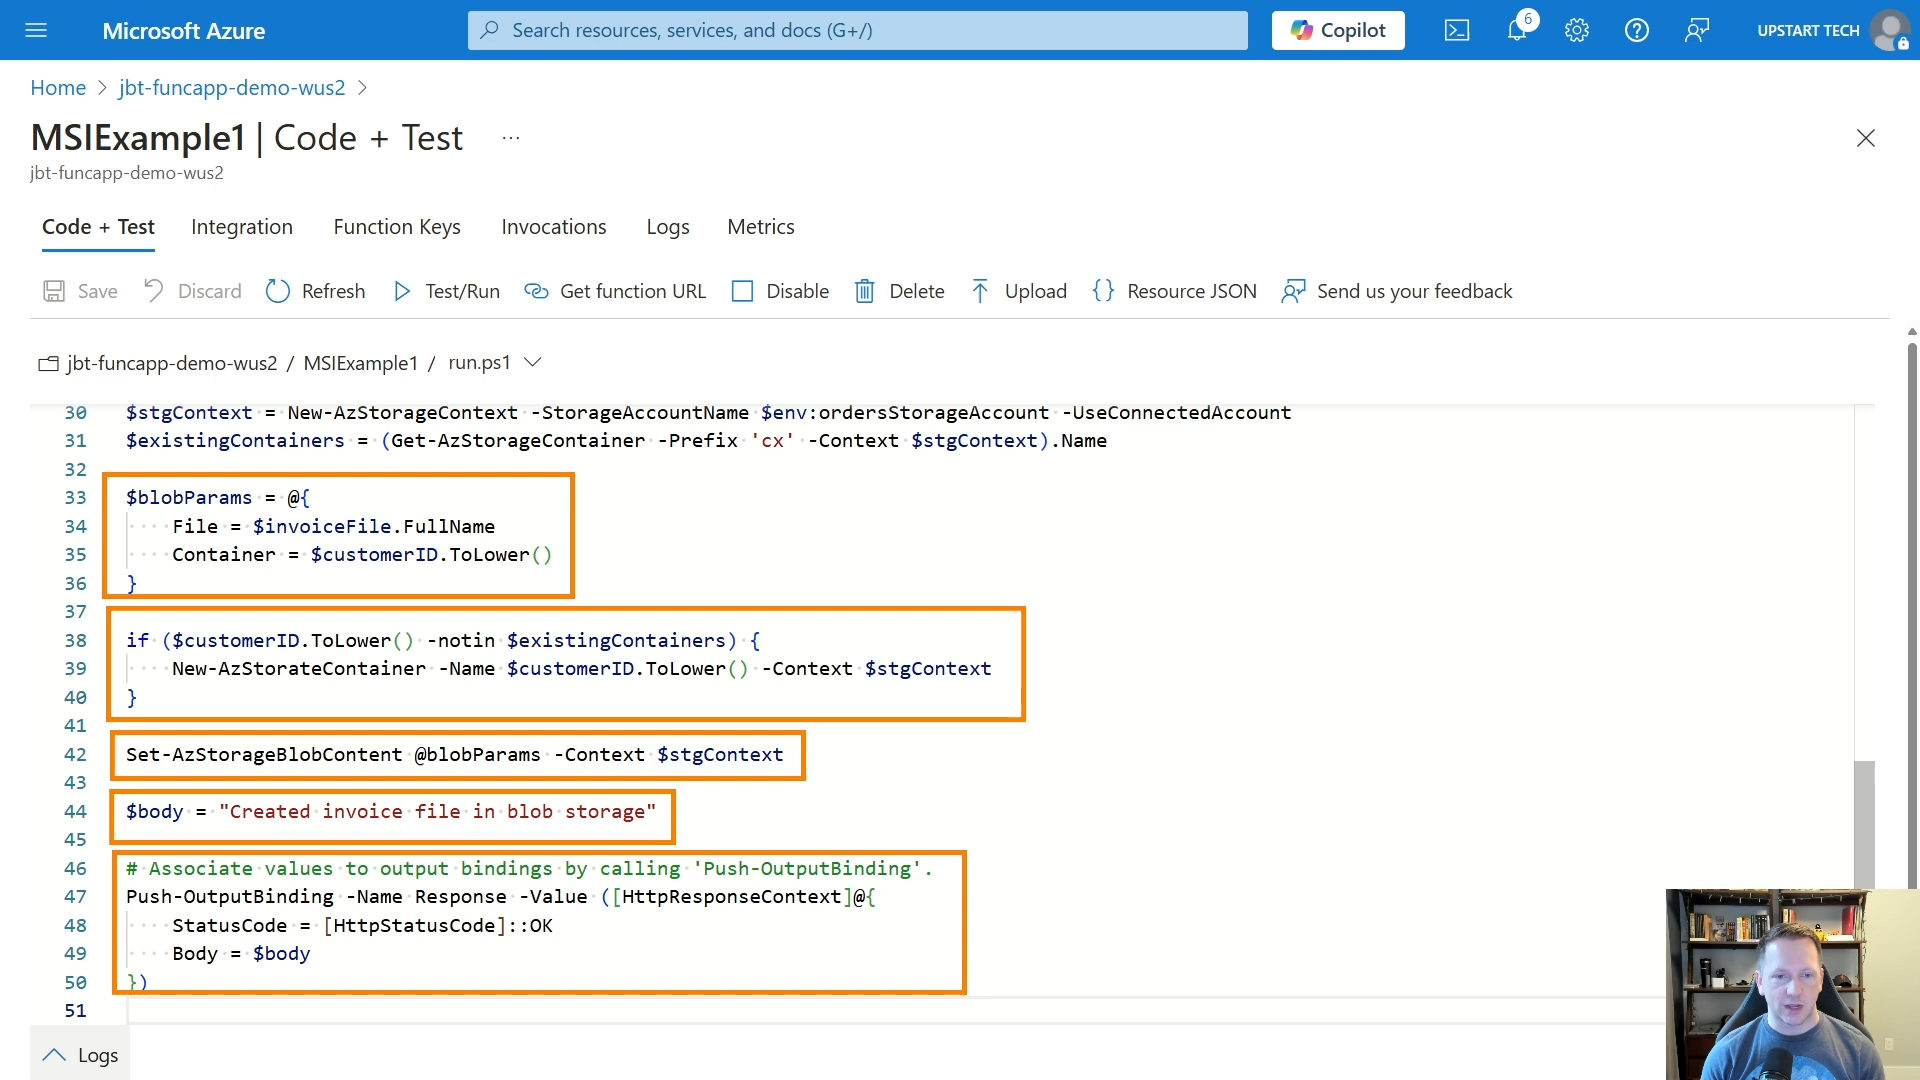 Microsoft Azure
Search resources, services, and docs (G+/)
Copilot
6
UPSTART TECH
Home > jbt-funcapp-demo-wus2 >
MSIExample1 | Code + Test ...
jbt-funcapp-demo-wus2
Code + Test Integration Function Keys Invocations Logs Metrics
Save Discard Refresh Test/Run Get function URL Disable Delete Upload {} Resource JSON Send us your feedback
jbt-funcapp-demo-wus2 / MSIExample1 / run.ps1
30 $stgContext = New-AzStorageContext -StorageAccountName $env:ordersStorageAccount -UseConnectedAccount
31 $existingContainers = (Get-AzStorageContainer -Prefix 'cx' -Context $stgContext).Name
32
33 $blobParams = @{
34     File = $invoiceFile.FullName
35     Container = $customerID.ToLower()
36 }
37
38 if ($customerID.ToLower() -notin $existingContainers) {
39     New-AzStorateContainer -Name $customerID.ToLower() -Context $stgContext
40 }
41
42 Set-AzStorageBlobContent @blobParams -Context $stgContext
43
44 $body = "Created invoice file in blob storage"
45
46 # Associate values to output bindings by calling 'Push-OutputBinding'.
47 Push-OutputBinding -Name Response -Value ([HttpResponseContext]@{
48     StatusCode = [HttpStatusCode]::OK
49     Body = $body
50 })
51
Logs